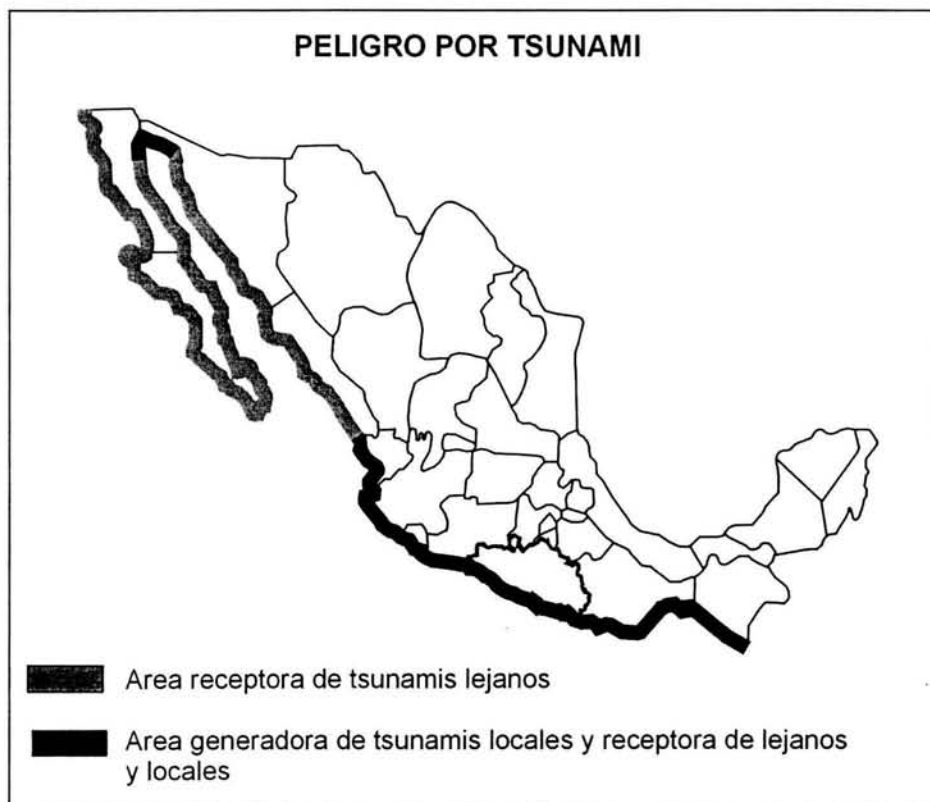 PELIGRO POR TSUNAMI
Area receptora de tsunamis lejanos
Area generadora de tsunamis locales y receptora de lejanos
y locales